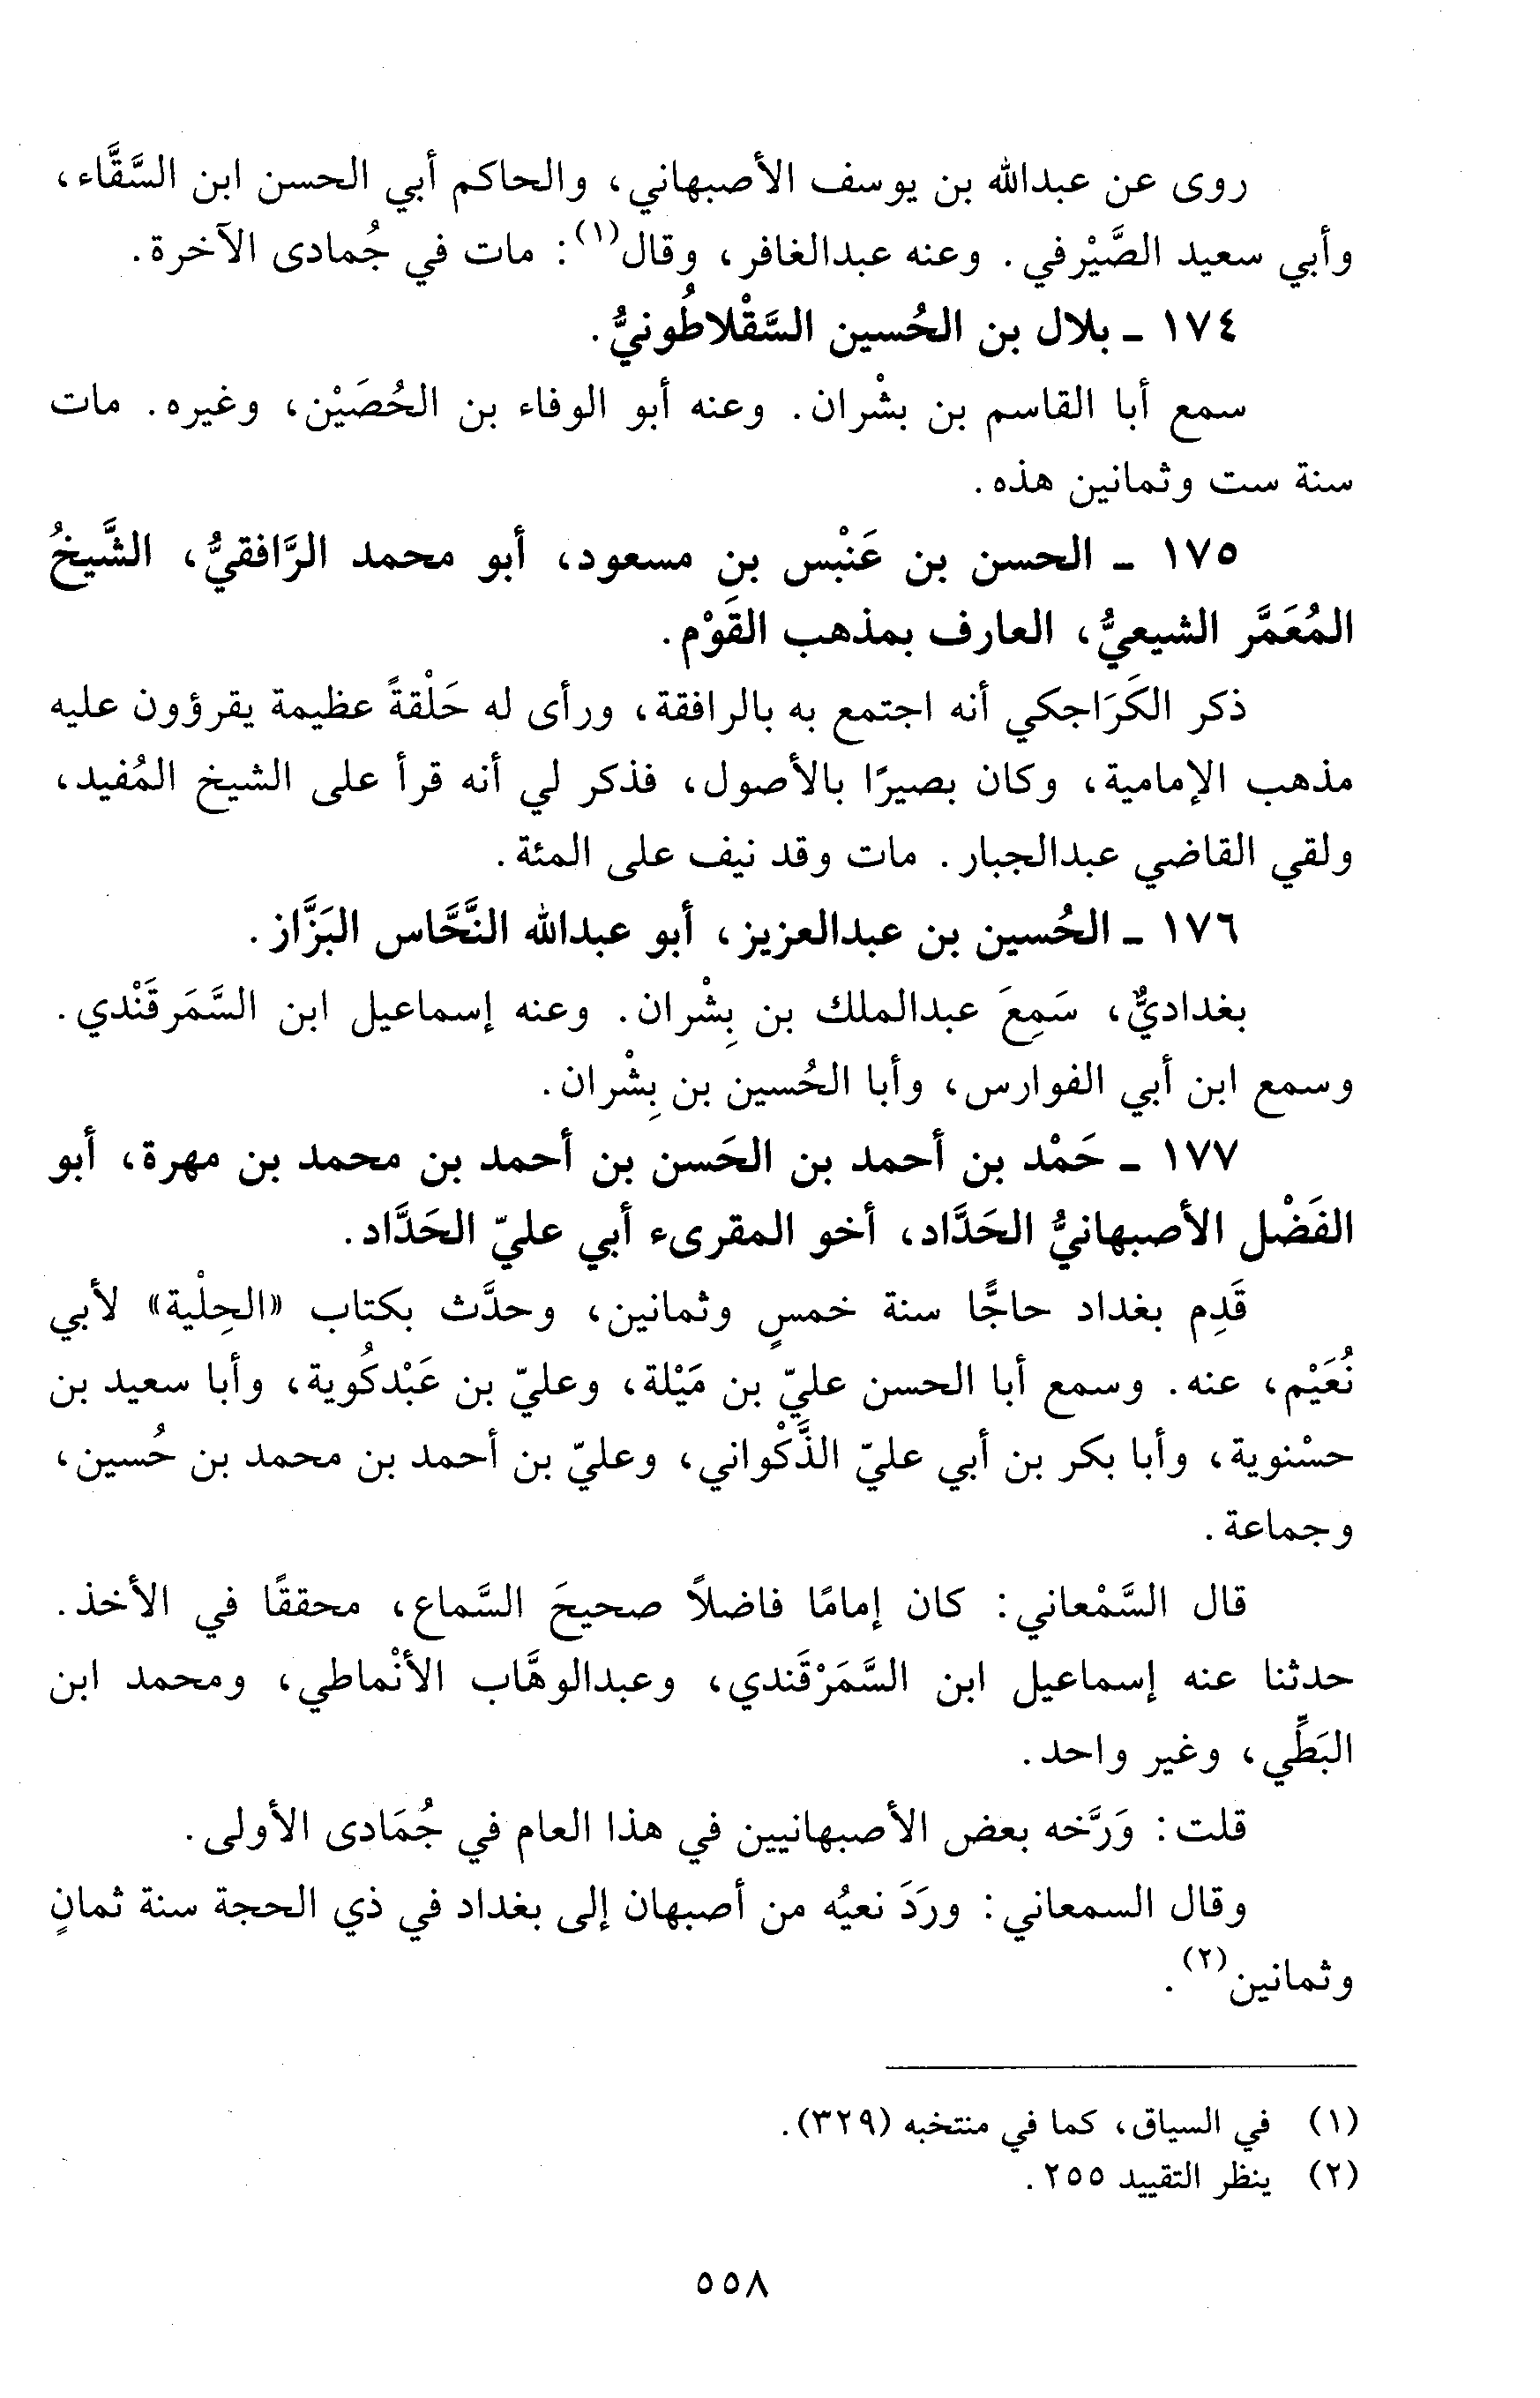 روى عن عبدالله بن يوسف الأصبهاني، والحاكم أبي الحسن ابن السَّقَّاء،
وأبي سعيد الصَّيْرفي. وعنه عبدالغافر، وقال(١): مات في جُمادى الآخرة.
١٧٤ ـ بلال بن الحُسين السَّقْلاطُونيُّ.
سمع أبا القاسم بن بشْران. وعنه أبو الوفاء بن الحُصَيْن، وغيره. مات
سنة ست وثمانين هذه.
١٧٥ ـ الحسن بن عَنْبس بن مسعود، أبو محمد الرَّافقيُّ، الشَّيخُ
المُعَمَّر الشيعيُّ، العارف بمذهب القَوْم.
ذكر الكَرَاجكي أنه اجتمع به بالرافقة، ورأى له حَلْقةً عظيمة يقرؤون عليه
مذهب الإمامية، وكان بصيرًا بالأصول، فذكر لي أنه قرأ على الشيخ المُفيد،
ولقي القاضي عبدالجبار. مات وقد نيف على المئة.
١٧٦ ـ الحُسين بن عبدالعزيز، أبو عبدالله النَّحَّاس البَزَّاز.
بغداديٌّ، سَمِعَ عبدالملك بن بِشْران. وعنه إسماعيل ابن السَّمَرقَنْدي.
وسمع ابن أبي الفوارس، وأبا الحُسين بن بِشْران.
١٧٧ ـ حَمْد بن أحمد بن الحَسن بن أحمد بن محمد بن مهرة، أبو
الفَضْل الأصبهانيُّ الحَدَّاد، أخو المقرىء أبي عليّ الحَدَّاد.
قَدِم بغداد حاجًّا سنة خمسٍ وثمانين، وحدَّث بكتاب «الحِلْية» لأبي
نُعَيْم، عنه. وسمع أبا الحسن عليّ بن مَيْلة، وعليّ بن عَبْدكُوية، وأبا سعيد بن
حسْنوية، وأبا بكر بن أبي عليّ الذَّكْواني، وعليّ بن أحمد بن محمد بن حُسين،
وجماعة.
قال السَّمْعاني: كان إمامًا فاضلاً صحيحَ السَّماع، محققًا في الأخذ.
حدثنا عنه إسماعيل ابن السَّمَرْقَندي، وعبدالوهَّاب الأنْماطي، ومحمد ابن
البَطِّي، وغير واحد.
قلت: وَرَّخه بعض الأصبهانيين في هذا العام في جُمَادى الأولى.
وقال السمعاني: ورَدَ نعيُه من أصبهان إلى بغداد في ذي الحجة سنة ثمانٍ
وثمانين(٢).
(١) في السياق، كما في منتخبه (٣٢٩).
(٢) ينظر التقييد ٢٥٥.
٥٥٨